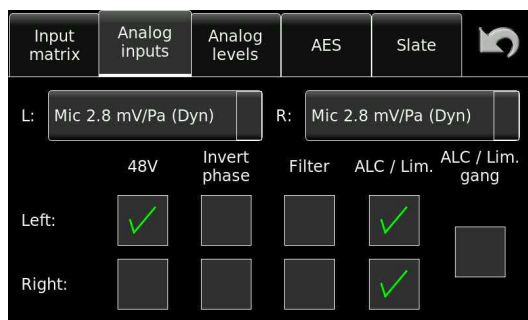 Input matrix
Analog inputs
Analog levels
AES
Slate
L: Mic 2.8 mV/Pa (Dyn)
R: Mic 2.8 mV/Pa (Dyn)
48V
Invert phase
Filter
ALC / Lim.
ALC / Lim. gang
Left:
Right: